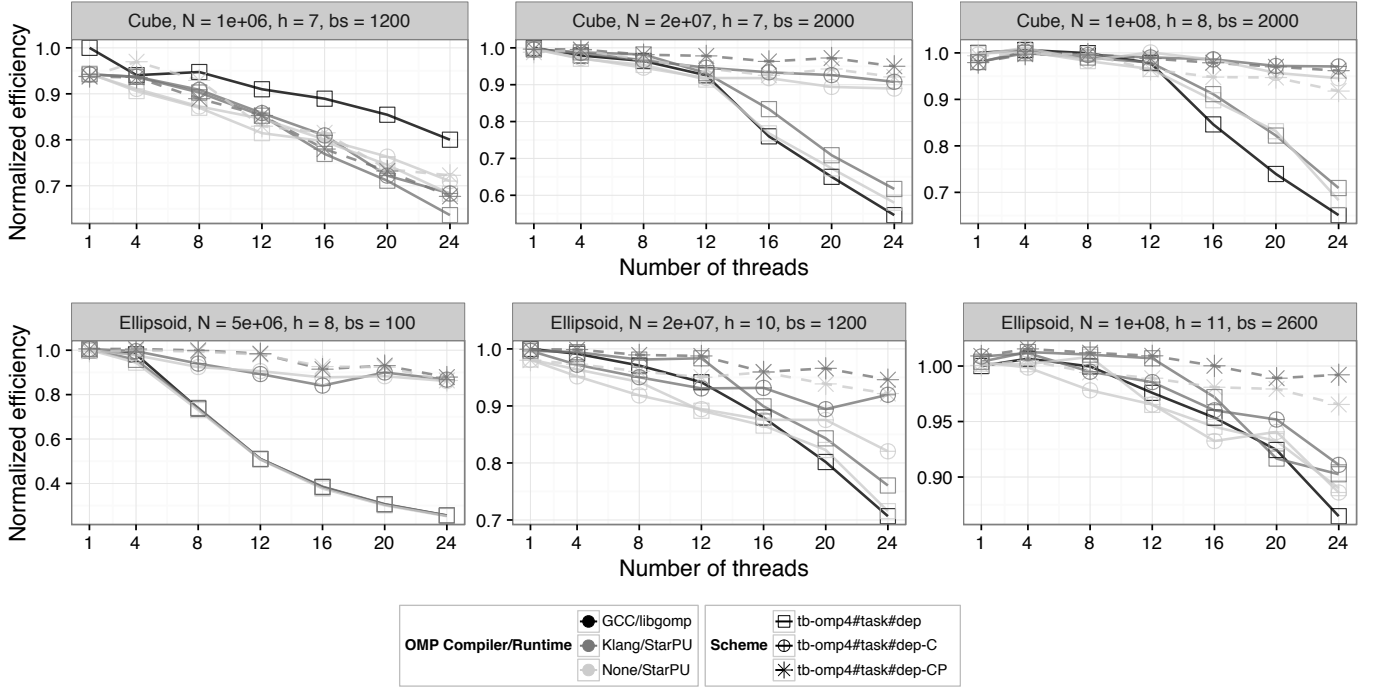 Cube, N = 1e+06, h = 7, bs = 1200
Cube, N = 2e+07, h = 7, bs = 2000
Cube, N = 1e+08, h = 8, bs = 2000
Normalized efficiency
1.0
0.9
0.8
0.7
1.0
0.9
0.8
0.7
0.6
1.0
0.9
0.8
0.7
1 4 8 12 16 20 24
1 4 8 12 16 20 24
1 4 8 12 16 20 24
Number of threads
Ellipsoid, N = 5e+06, h = 8, bs = 100
Ellipsoid, N = 2e+07, h = 10, bs = 1200
Ellipsoid, N = 1e+08, h = 11, bs = 2600
Normalized efficiency
1.0
0.8
0.6
0.4
1.0
0.9
0.8
0.7
1.00
0.95
0.90
1 4 8 12 16 20 24
1 4 8 12 16 20 24
1 4 8 12 16 20 24
Number of threads
OMP Compiler/Runtime
GCC/libgomp
Klang/StarPU
None/StarPU
Scheme
tb-omp4#task#dep
tb-omp4#task#dep-C
tb-omp4#task#dep-CP